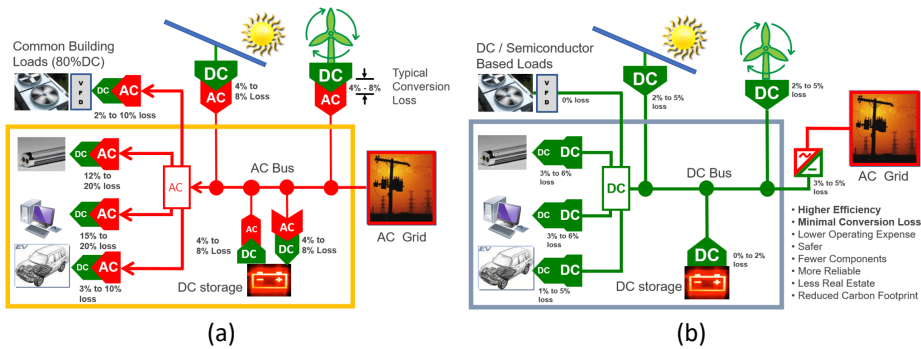 Common Building
Loads (80%DC)
V
F
D
DC AC
2% to 10% loss
DC
AC
4% to
8% Loss
DC
AC
4% - 8%
Typical
Conversion
Loss
DC AC
12% to
20% loss
DC AC
15% to
20% loss
EV
DC AC
3% to 10%
loss
AC
AC Bus
4% to
8% Loss
AC
DC
AC
DC
4% to
8% Loss
DC storage
AC Grid
(a)
DC / Semiconductor
Based Loads
V
F
D
0% loss
DC
2% to 5%
loss
DC
2% to 5%
loss
DC DC
3% to 6%
loss
DC DC
3% to 6%
loss
EV
DC DC
1% to 5%
loss
DC
DC Bus
DC
0% to 2%
loss
DC storage
3% to 5%
loss
AC Grid
• Higher Efficiency
• Minimal Conversion Loss
• Lower Operating Expense
• Safer
• Fewer Components
• More Reliable
• Less Real Estate
• Reduced Carbon Footprint
(b)